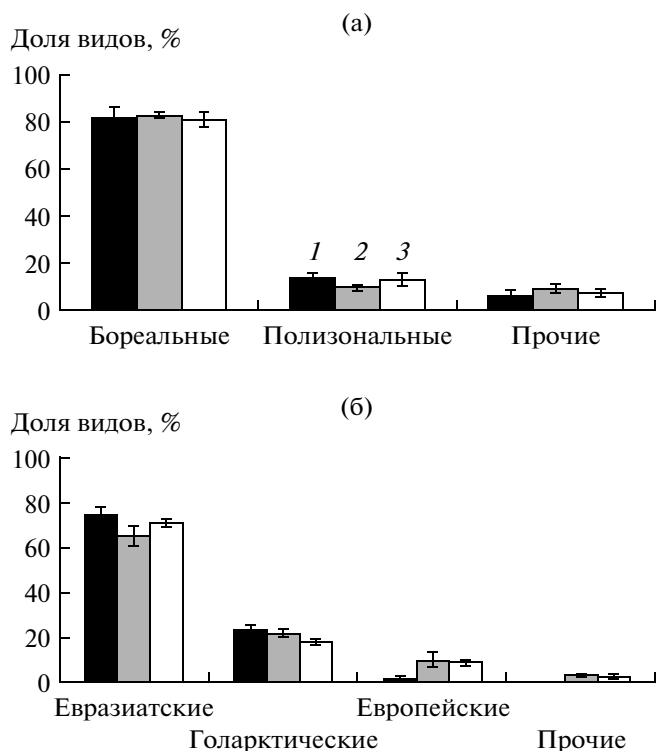 (а)
Доля видов, %
100
80
60
40
20
0
1 2 3
Бореальные Полизональные Прочие
(б)
Доля видов, %
100
80
60
40
20
0
Евразиатские Европейские
Голарктические Прочие